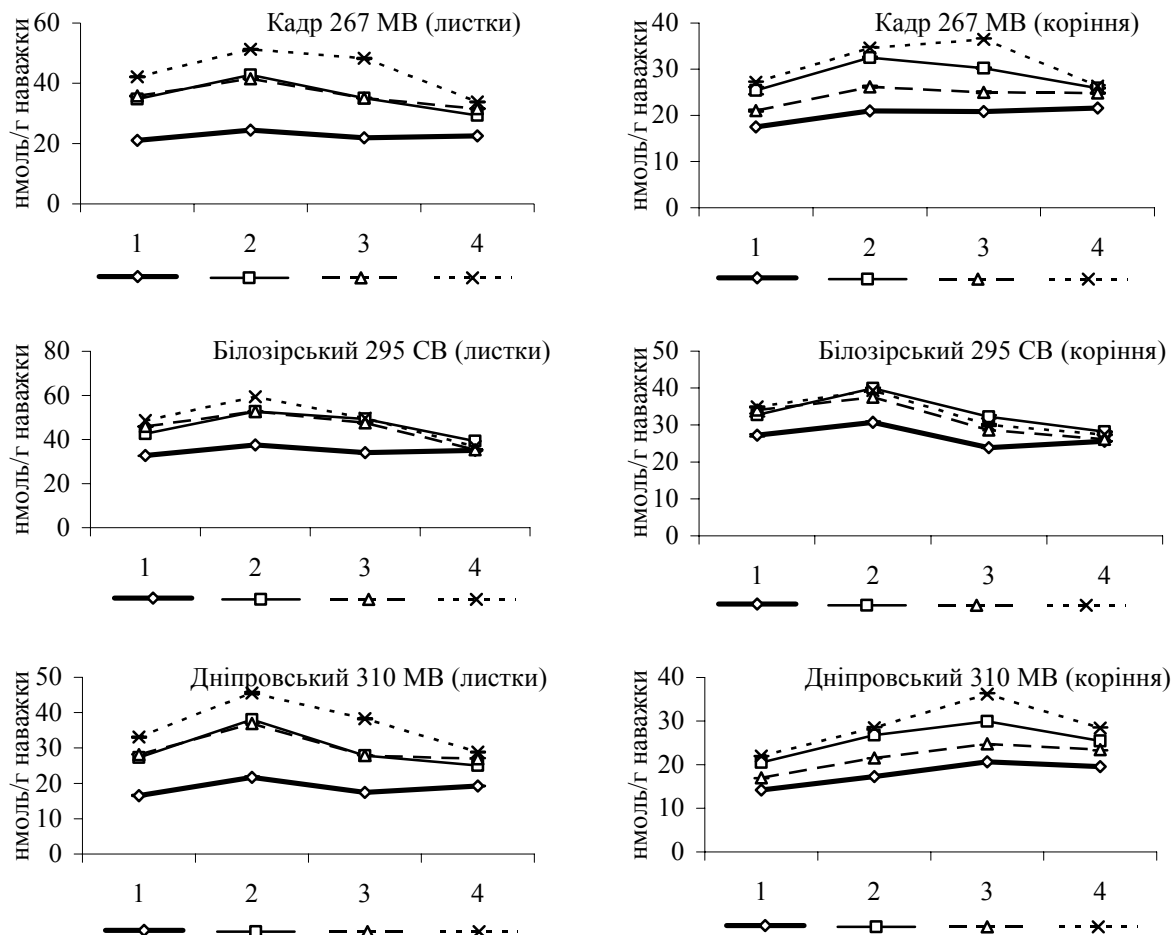 Кадр 267 МВ (листки)
нмоль/г наважки
60
40
20
0
1 2 3 4
Кадр 267 МВ (коріння)
нмоль/г наважки
40
30
20
10
0
1 2 3 4
Білозірський 295 СВ (листки)
нмоль/г наважки
80
60
40
20
0
1 2 3 4
Білозірський 295 СВ (коріння)
нмоль/г наважки
50
40
30
20
10
0
1 2 3 4
Дніпровський 310 МВ (листки)
нмоль/г наважки
50
40
30
20
10
0
1 2 3 4
Дніпровський 310 МВ (коріння)
нмоль/г наважки
40
30
20
10
0
1 2 3 4